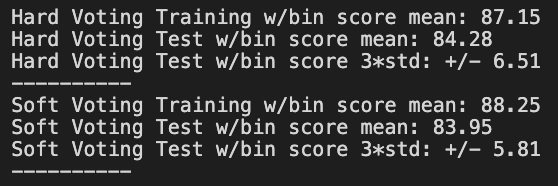 Hard Voting Training w/bin score mean: 87.15
Hard Voting Test w/bin score mean: 84.28
Hard Voting Test w/bin score 3*std: +/- 6.51
----------
Soft Voting Training w/bin score mean: 88.25
Soft Voting Test w/bin score mean: 83.95
Soft Voting Test w/bin score 3*std: +/- 5.81
----------